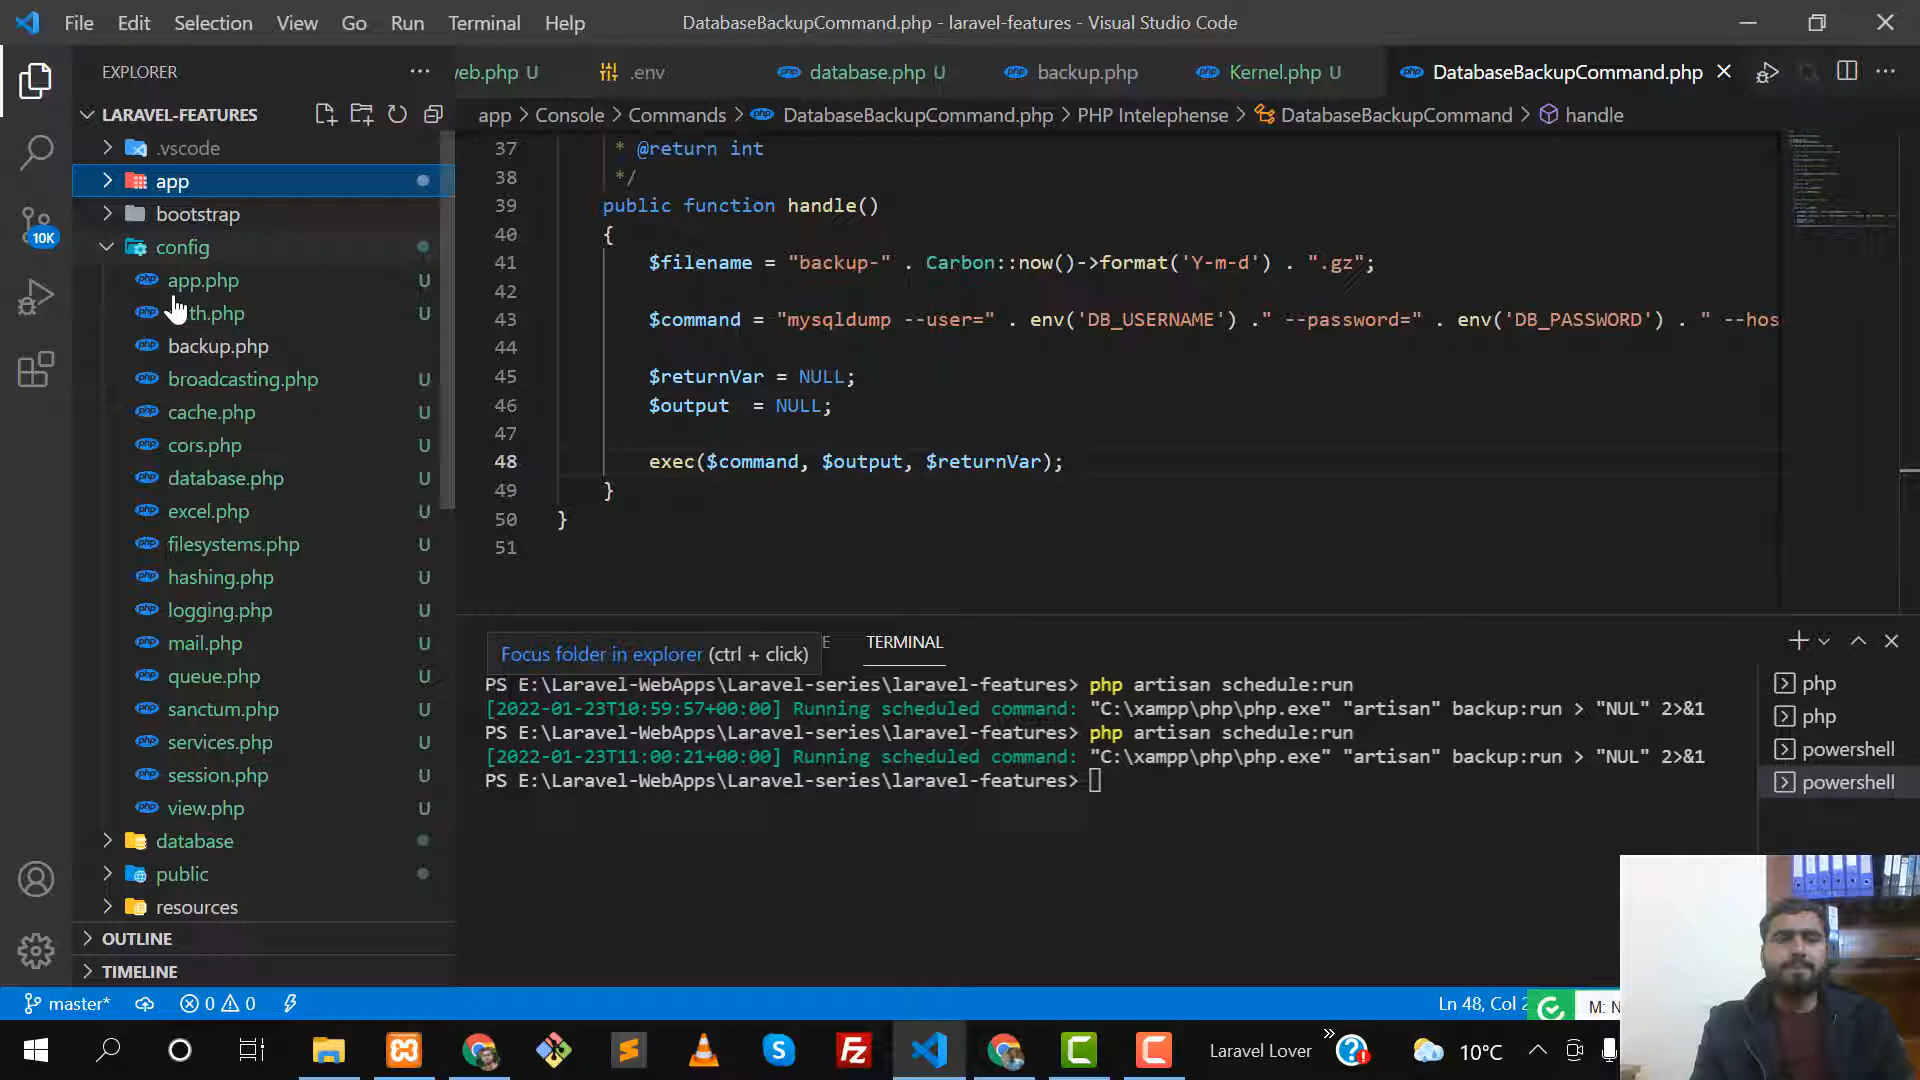 File Edit Selection View Go Run Terminal Help
DatabaseBackupCommand.php - laravel-features - Visual Studio Code
EXPLORER
web.php U
.env
database.php U
backup.php
Kernel.php U
DatabaseBackupCommand.php
LARAVEL-FEATURES
app > Console > Commands > DatabaseBackupCommand.php > PHP Intelephense > DatabaseBackupCommand > handle
.vscode
app
bootstrap
config
app.php U
th.php U
backup.php
broadcasting.php U
cache.php U
cors.php U
database.php U
excel.php U
filesystems.php U
hashing.php U
logging.php U
mail.php U
queue.php U
sanctum.php U
services.php U
session.php U
view.php U
database
public
resources
OUTLINE
TIMELINE
37 * @return int
38 */
39 public function handle()
40 {
41 $filename = "backup-" . Carbon::now()->format('Y-m-d') . ".gz";
42
43 $command = "mysqldump --user=" . env('DB_USERNAME') ." --password=" . env('DB_PASSWORD') . " --hos
44
45 $returnVar = NULL;
46 $output  = NULL;
47
48 exec($command, $output, $returnVar);
49 }
50 }
51
Focus folder in explorer (ctrl + click)
E
TERMINAL
PS E:\Laravel-WebApps\Laravel-series\laravel-features> php artisan schedule:run
[2022-01-23T10:59:57+00:00] Running scheduled command: "C:\xampp\php\php.exe" "artisan" backup:run > "NUL" 2>&1
PS E:\Laravel-WebApps\Laravel-series\laravel-features> php artisan schedule:run
[2022-01-23T11:00:21+00:00] Running scheduled command: "C:\xampp\php\php.exe" "artisan" backup:run > "NUL" 2>&1
PS E:\Laravel-WebApps\Laravel-series\laravel-features>
php
php
powershell
powershell
10K
master*
0 0
Ln 48, Col 2
M: N
Laravel Lover
10°C